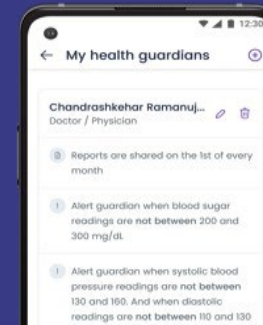 12:30
My health guardians
Chandrashkehar Ramanuj...
Doctor / Physician
Reports are shared on the 1st of every
month
Alert guardian when blood sugar
readings are not between 200 and
300 mg/dl.
Alert guardian when systolic blood
pressure readings are not between
130 and 160. And when diastolic
readings are not between 110 and 130